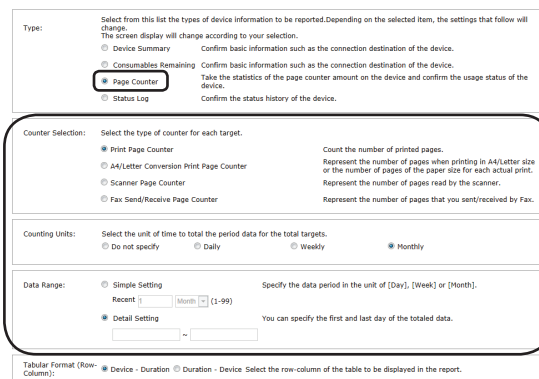 Type:
Select from this list the types of device information to be reported.Depending on the selected item, the settings that follow will
change.
The screen display will change according to your selection.
Device Summary Confirm basic information such as the connection destination of the device.
Consumables Remaining Confirm basic information such as the connection destination of the device.
Page Counter Take the statistics of the page counter amount on the device and confirm the usage status of the
device.
Status Log Confirm the status history of the device.
Counter Selection: Select the type of counter for each target.
Print Page Counter Count the number of printed pages.
A4/Letter Conversion Print Page Counter Represent the number of pages when printing in A4/Letter size
or the number of pages of the paper size for each actual print.
Scanner Page Counter Represent the number of pages read by the scanner.
Fax Send/Receive Page Counter Represent the number of pages that you sent/received by Fax.
Counting Units: Select the unit of time to total the period data for the total targets.
Do not specify Daily Weekly Monthly
Data Range: Simple Setting Specify the data period in the unit of [Day], [Week] or [Month].
Recent 1 Month (1-99)
Detail Setting You can specify the first and last day of the totaled data.
~
Tabular Format (Row-
Column): Device - Duration Duration - Device Select the row-column of the table to be displayed in the report.